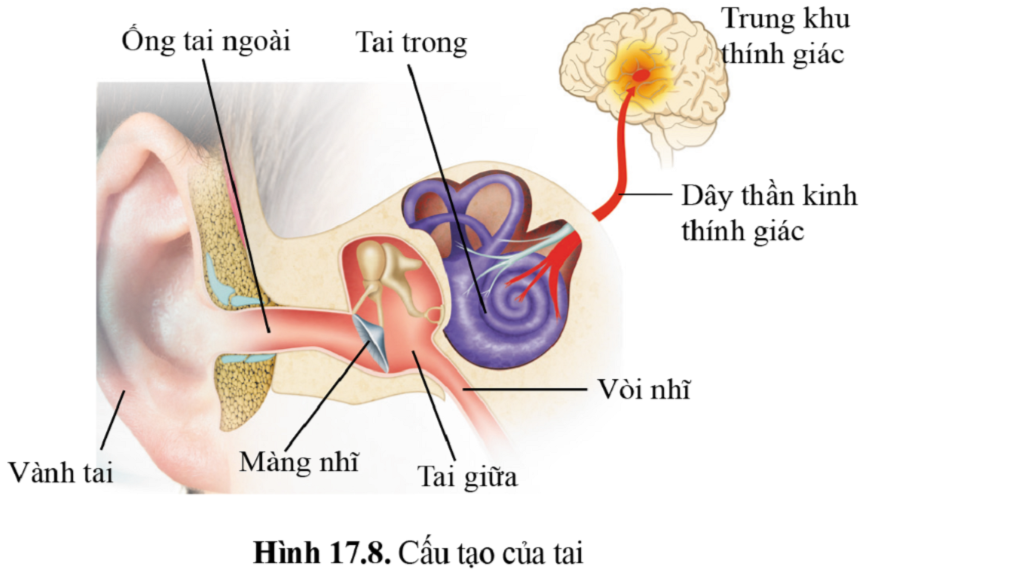 Ống tai ngoài
Tai trong
Trung khu
thính giác
Dây thần kinh
thính giác
Vòi nhĩ
Vành tai
Màng nhĩ
Tai giữa
Hình 17.8. Cấu tạo của tai